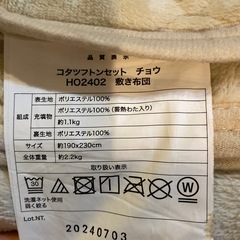 品質表示
コタツフトンセット チョウ
HO2402 敷き布団
組成 表生地 ポリエステル100%
充填物 ポリエステル100%(蓄熱わた入り)
約1.1kg
裏生地 ポリエステル100%
サイズ 約190x230cm
全体重量 約2.2kg
取り扱い表示
30
洗濯ネット使用
弱く絞る
Lot.NT.
20240703